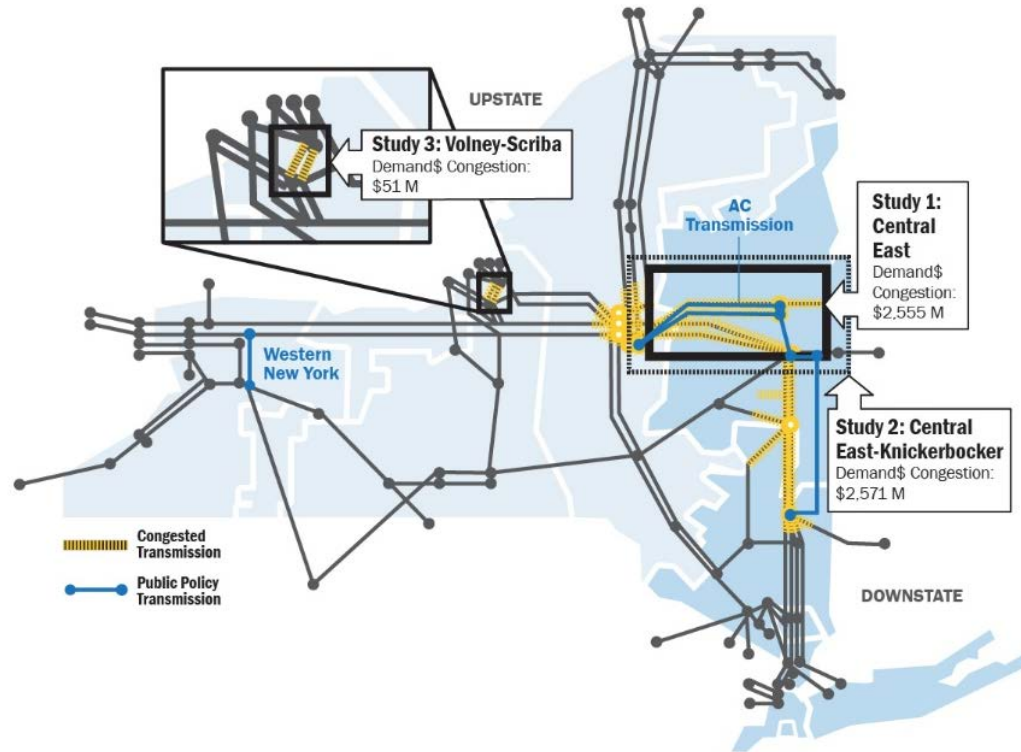 UPSTATE
Study 3: Volney-Scriba
Demand$ Congestion:
$51 M
AC
Transmission
Study 1:
Central
East
Demand$
Congestion:
$2,555 M
Western
New York
Study 2: Central
East-Knickerbocker
Demand$ Congestion:
$2,571 M
Congested
Transmission
Public Policy
Transmission
DOWNSTATE